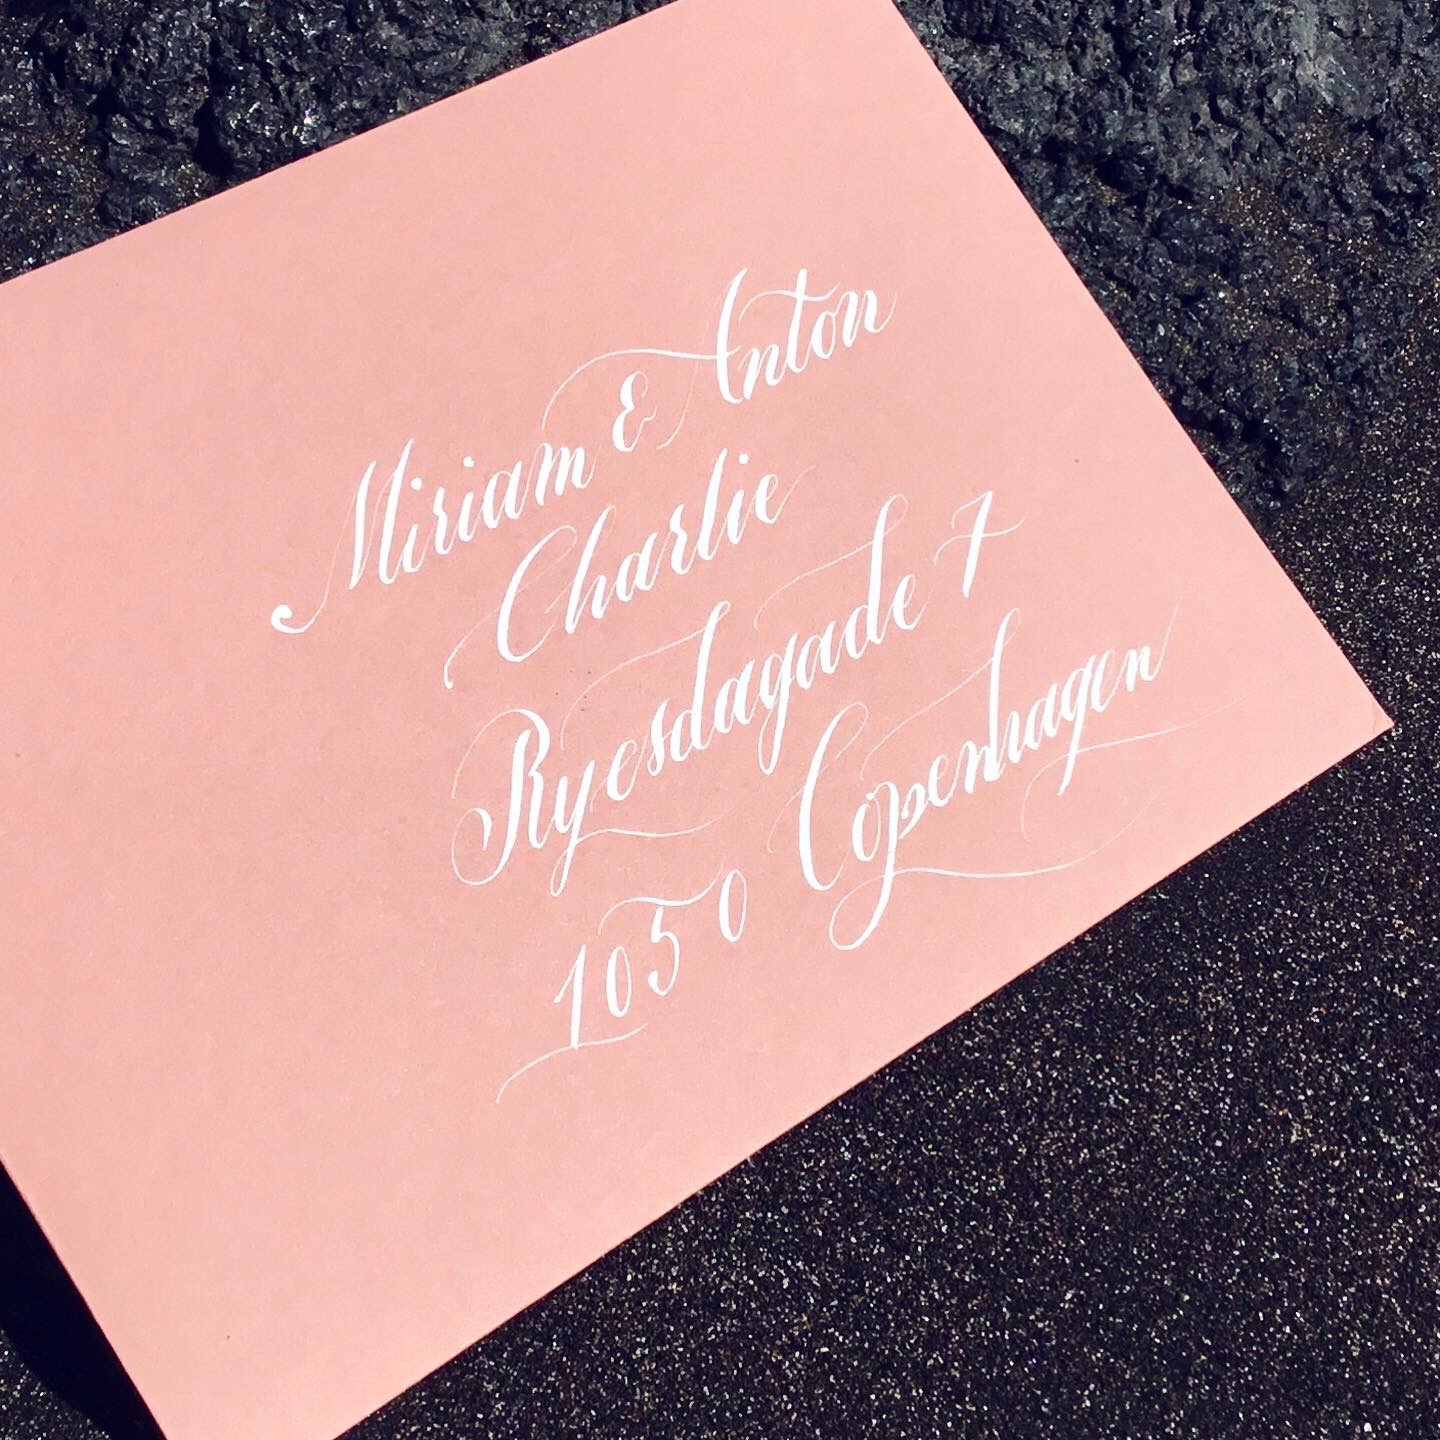 Miriam & Anton
Charlie
Ryesdagade 7
1050 Copenhagen